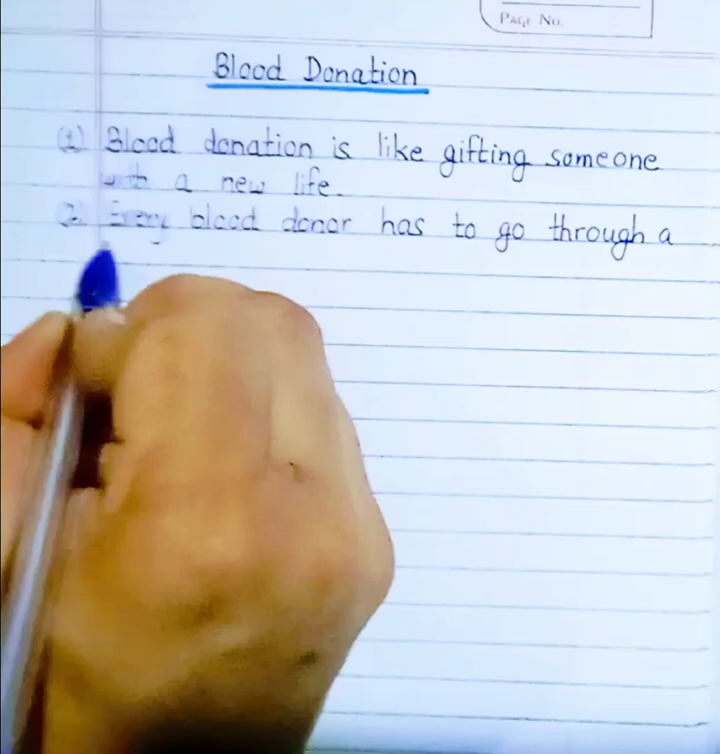 PAGE NO.
Blood Donation
(1) Blood donation is like gifting someone
with a new life.
(2) Every blood donor has to go through a